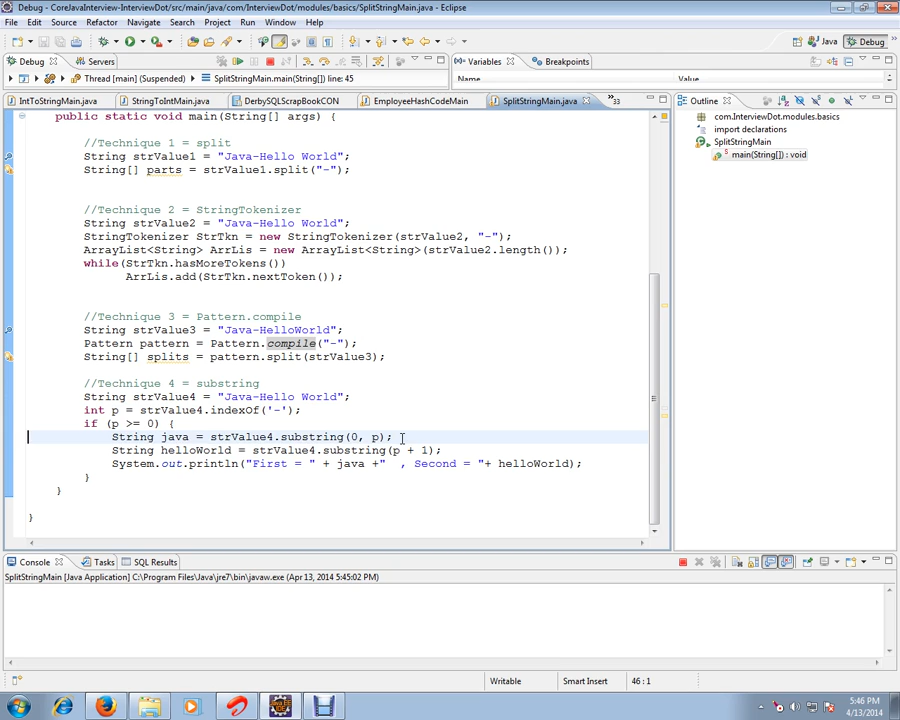 Debug - CoreJavaInterview-InterviewDot/src/main/java/com/InterviewDot/modules/basics/SplitStringMain.java - Eclipse
File Edit Source Refactor Navigate Search Project Run Window Help
Java Debug
Debug Servers
Variables Breakpoints
Thread [main] (Suspended) SplitStringMain.main(String[]) line: 45
Name Value
IntToStringMain.java StringToIntMain.java DerbySQLScrapBookCON EmployeeHashCodeMain SplitStringMain.java 33
Outline
public static void main(String[] args) {
//Technique 1 = split
String strValue1 = "Java-Hello World";
String[] parts = strValue1.split("-");
//Technique 2 = StringTokenizer
String strValue2 = "Java-Hello World";
StringTokenizer StrTkn = new StringTokenizer(strValue2, "-");
ArrayList<String> ArrLis = new ArrayList<String>(strValue2.length());
while(StrTkn.hasMoreTokens())
ArrLis.add(StrTkn.nextToken());
//Technique 3 = Pattern.compile
String strValue3 = "Java-HelloWorld";
Pattern pattern = Pattern.compile("-");
String[] splits = pattern.split(strValue3);
//Technique 4 = substring
String strValue4 = "Java-Hello World";
int p = strValue4.indexOf('-');
if (p >= 0) {
String java = strValue4.substring(0, p);
String helloWorld = strValue4.substring(p + 1);
System.out.println("First = " + java +" , Second = "+ helloWorld);
}
}
}
com.InterviewDot.modules.basics
import declarations
SplitStringMain
main(String[]) : void
Console Tasks SQL Results
SplitStringMain [Java Application] C:\Program Files\Java\jre7\bin\javaw.exe (Apr 13, 2014 5:45:02 PM)
Writable Smart Insert 46 : 1
5:46 PM
4/13/2014